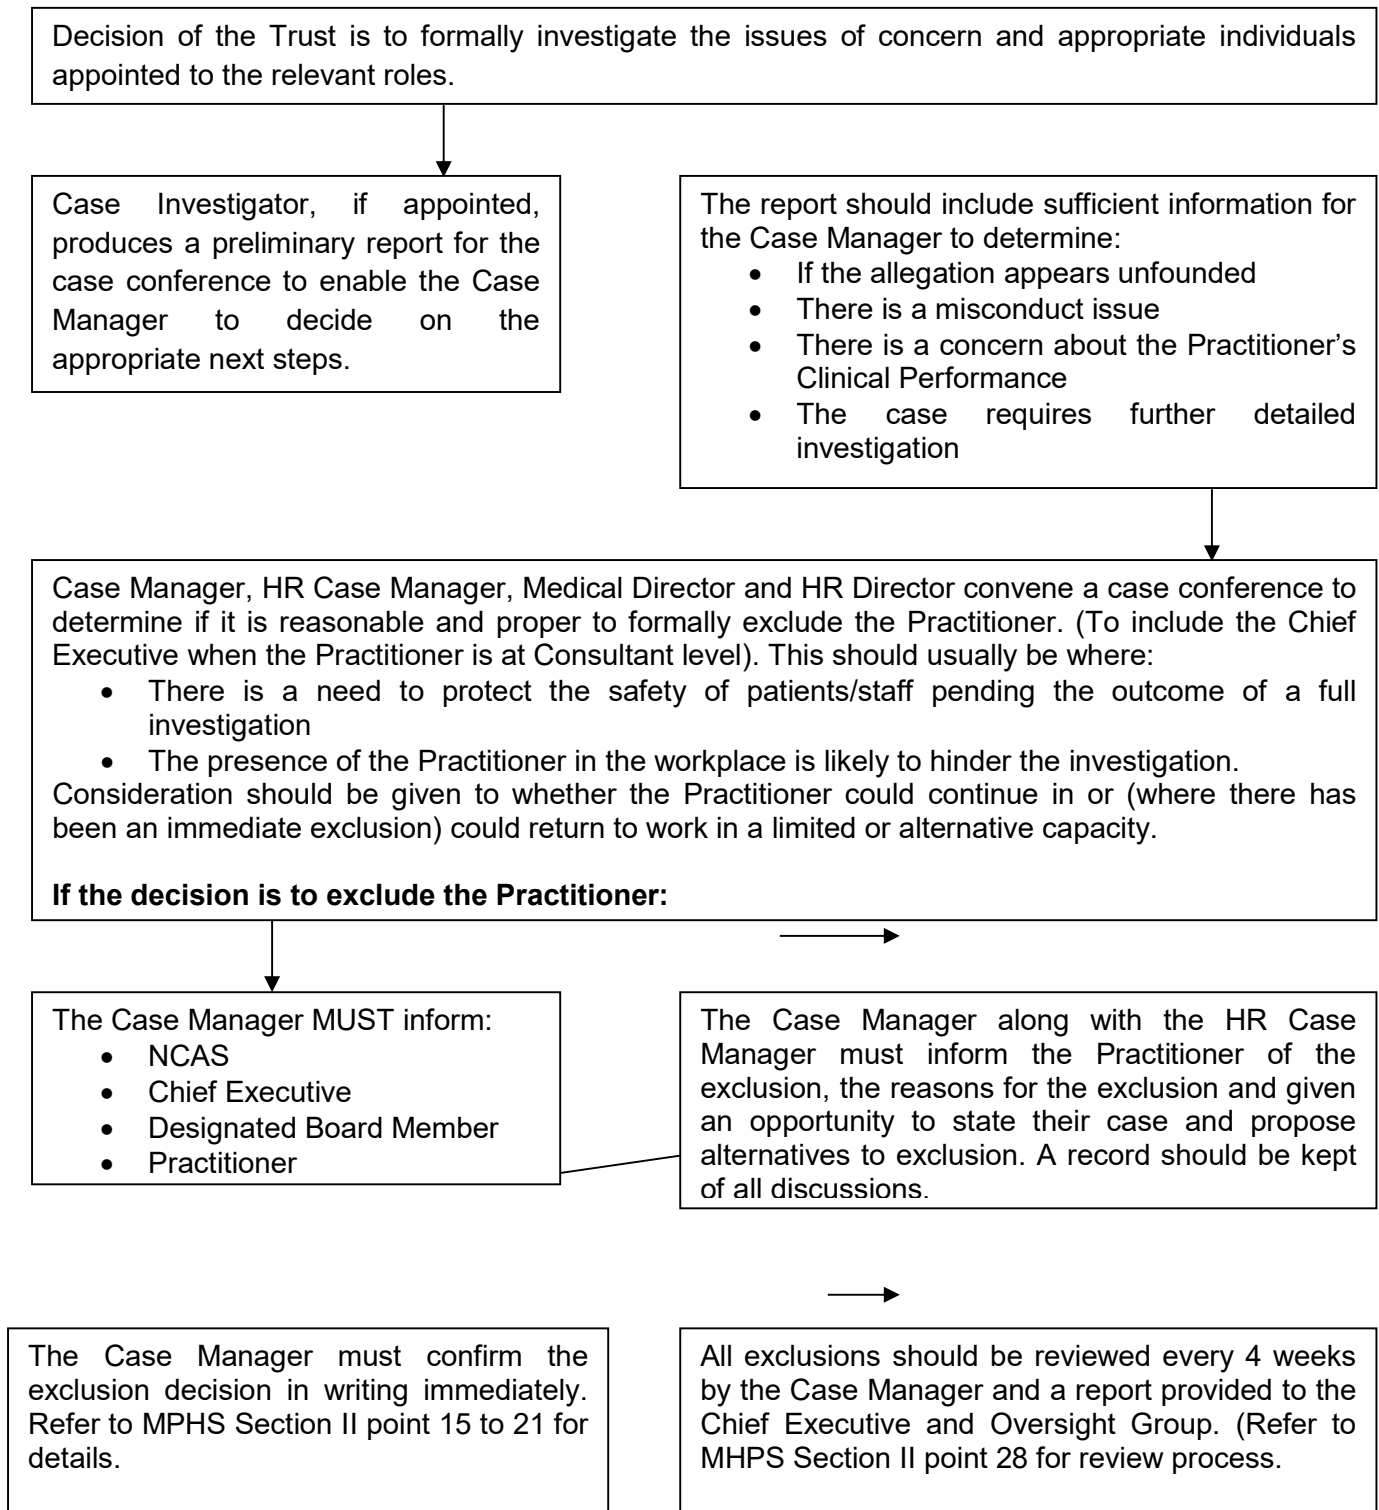 Decision of the Trust is to formally investigate the issues of concern and appropriate individuals
appointed to the relevant roles.
Case Investigator, if appointed,
produces a preliminary report for the
case conference to enable the Case
Manager to decide on the
appropriate next steps.
The report should include sufficient information for
the Case Manager to determine:
• If the allegation appears unfounded
• There is a misconduct issue
• There is a concern about the Practitioner’s
Clinical Performance
• The case requires further detailed
investigation
Case Manager, HR Case Manager, Medical Director and HR Director convene a case conference to
determine if it is reasonable and proper to formally exclude the Practitioner. (To include the Chief
Executive when the Practitioner is at Consultant level). This should usually be where:
• There is a need to protect the safety of patients/staff pending the outcome of a full
investigation
• The presence of the Practitioner in the workplace is likely to hinder the investigation.
Consideration should be given to whether the Practitioner could continue in or (where there has
been an immediate exclusion) could return to work in a limited or alternative capacity.
If the decision is to exclude the Practitioner:
The Case Manager MUST inform:
• NCAS
• Chief Executive
• Designated Board Member
• Practitioner
The Case Manager along with the HR Case
Manager must inform the Practitioner of the
exclusion, the reasons for the exclusion and given
an opportunity to state their case and propose
alternatives to exclusion. A record should be kept
of all discussions.
The Case Manager must confirm the
exclusion decision in writing immediately.
Refer to MPHS Section II point 15 to 21 for
details.
All exclusions should be reviewed every 4 weeks
by the Case Manager and a report provided to the
Chief Executive and Oversight Group. (Refer to
MHPS Section II point 28 for review process.